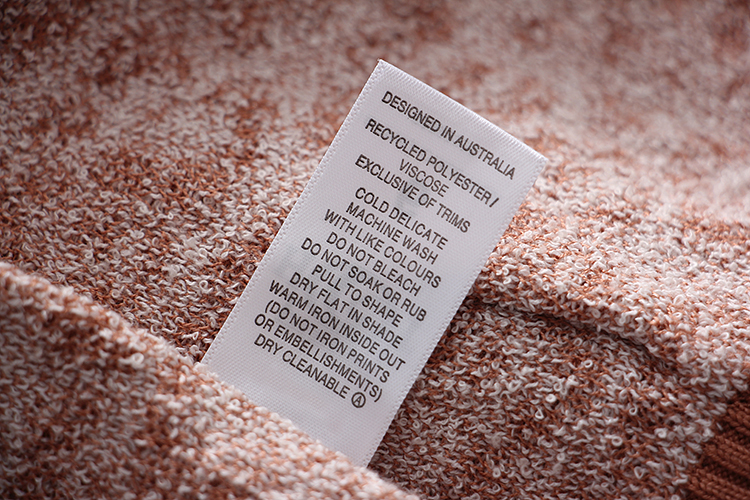 DESIGNED IN AUSTRALIA
RECYCLED POLYESTER /
VISCOSE
EXCLUSIVE OF TRIMS
COLD DELICATE
MACHINE WASH
WITH LIKE COLOURS
DO NOT BLEACH
DO NOT SOAK OR RUB
PULL TO SHAPE
DRY FLAT IN SHADE
WARM IRON INSIDE OUT
(DO NOT IRON PRINTS
OR EMBELLISHMENTS)
DRY CLEANABLE Ⓐ